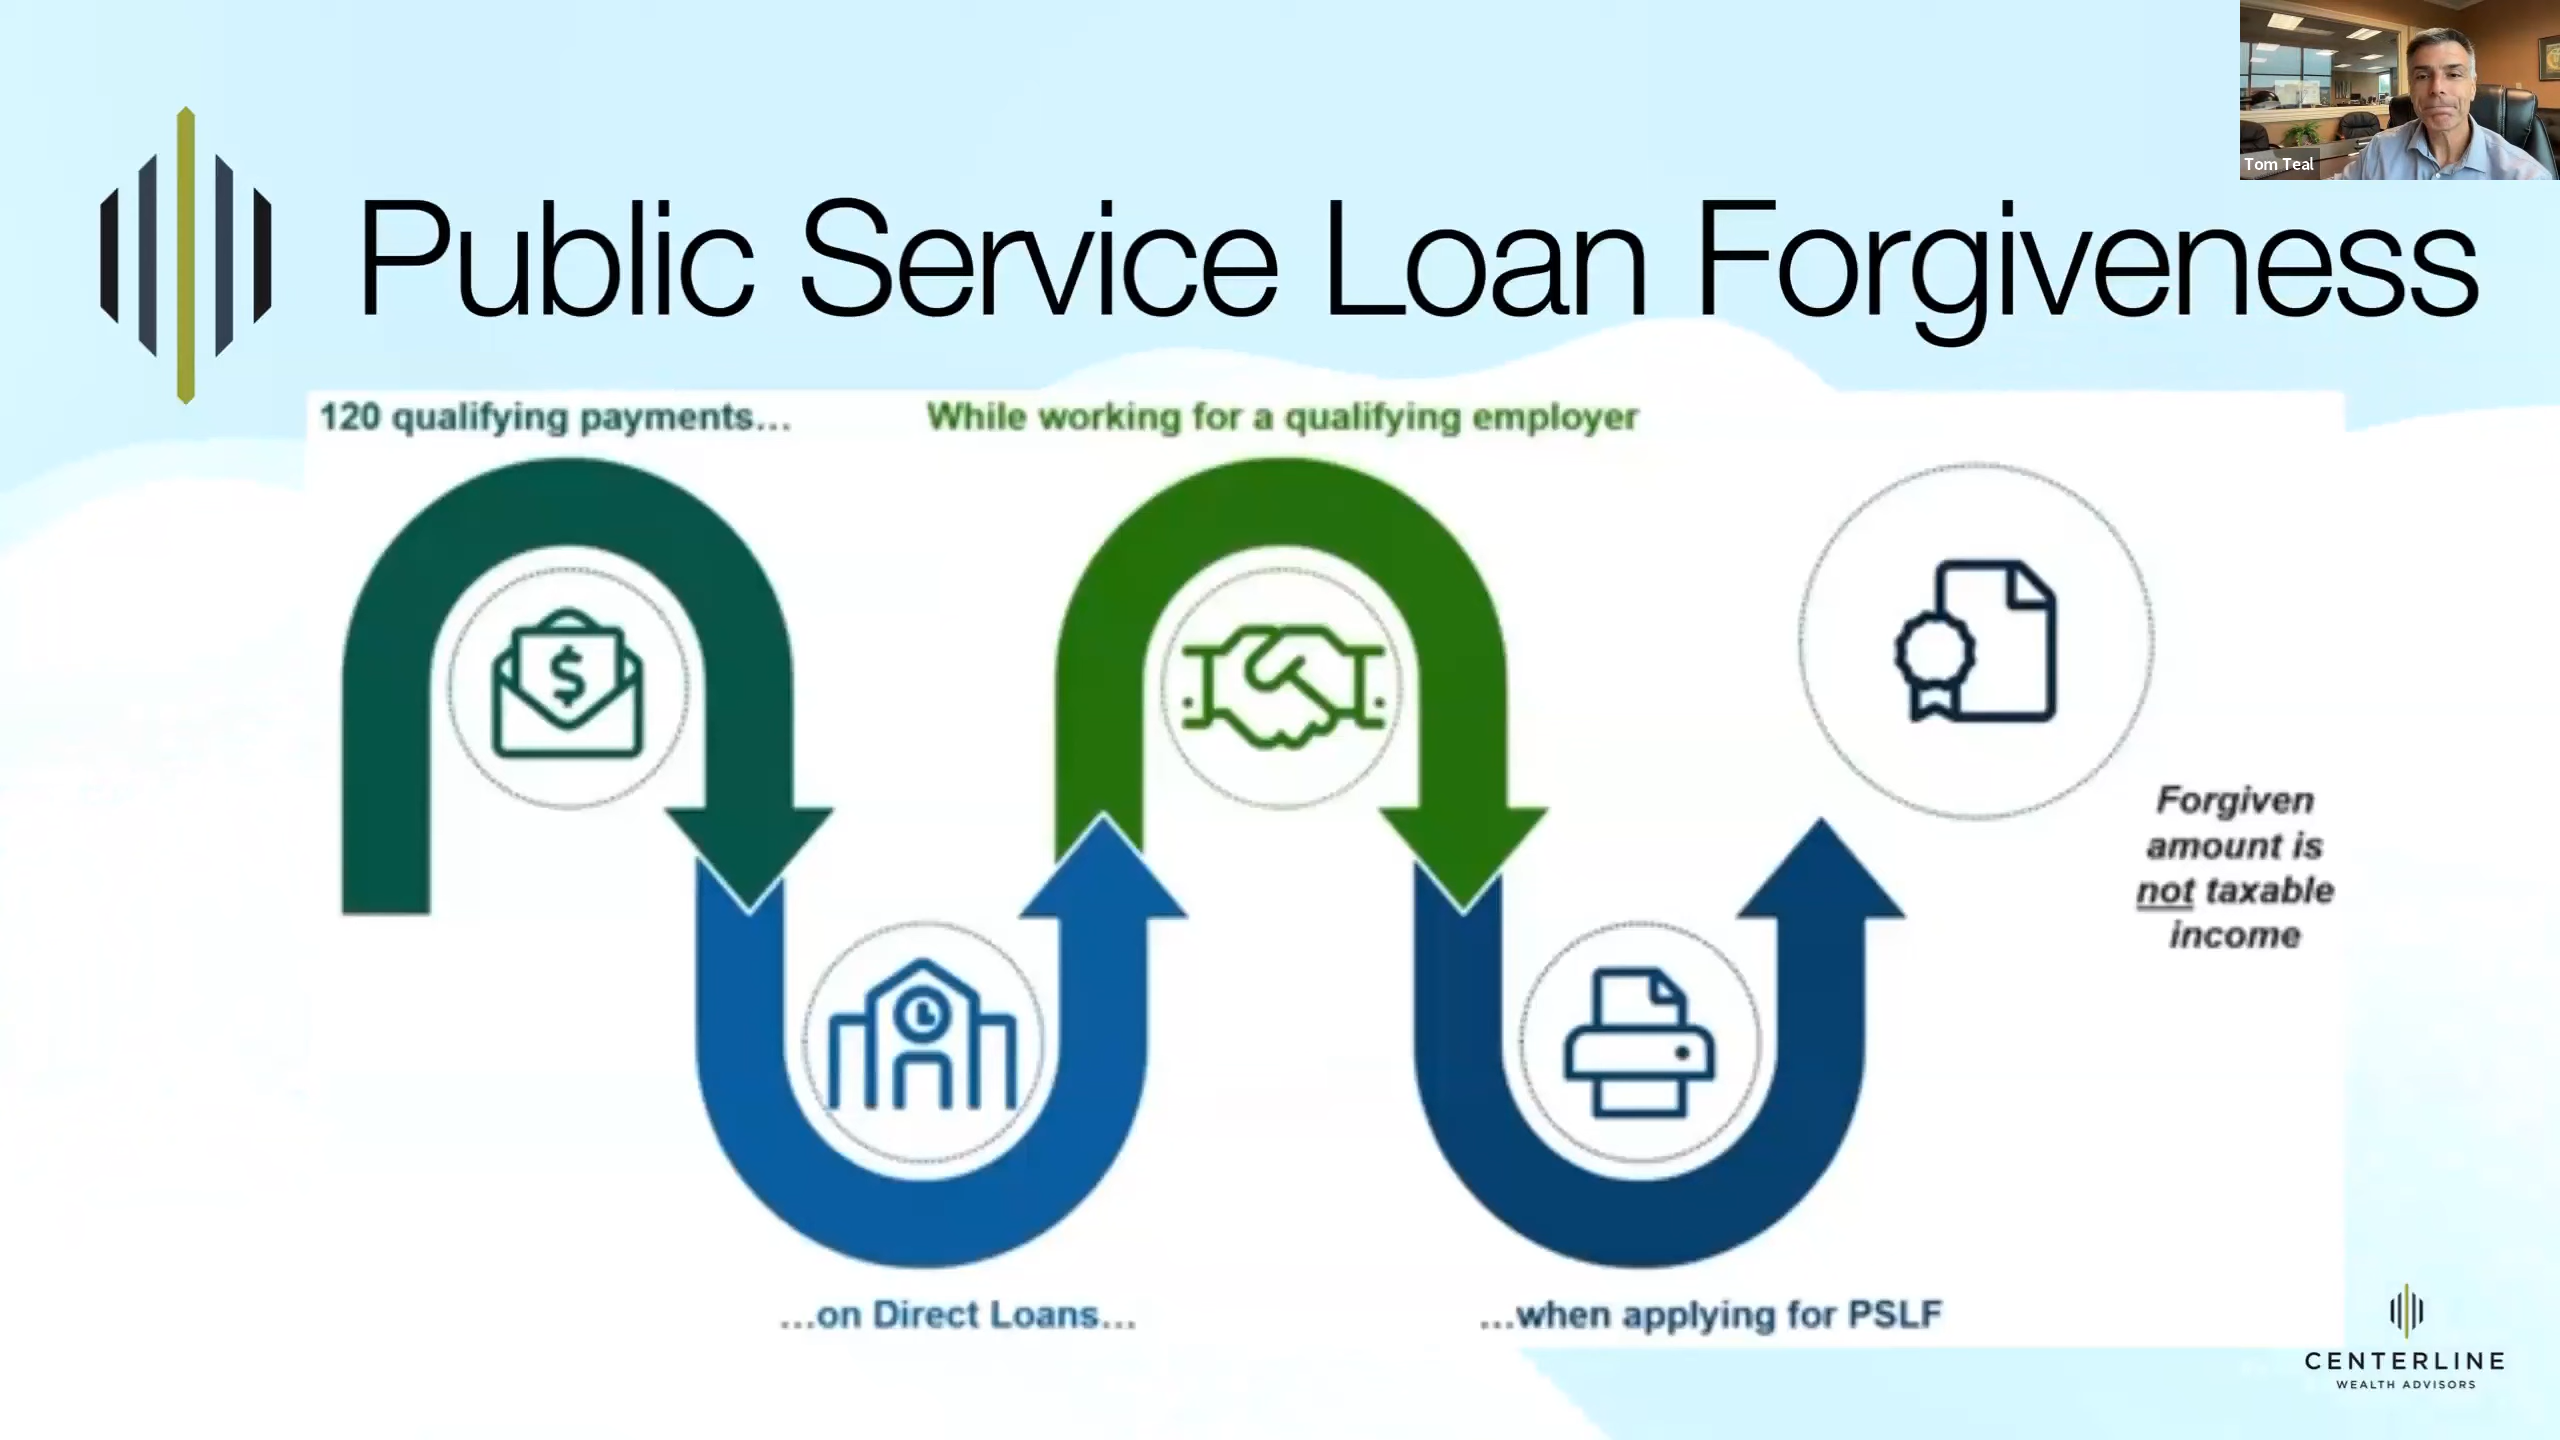 Tom Teal
Public Service Loan Forgiveness
120 qualifying payments...
While working for a qualifying employer
$
Forgiven
amount is
not taxable
income
...on Direct Loans...
...when applying for PSLF
CENTERLINE
WEALTH ADVISORS